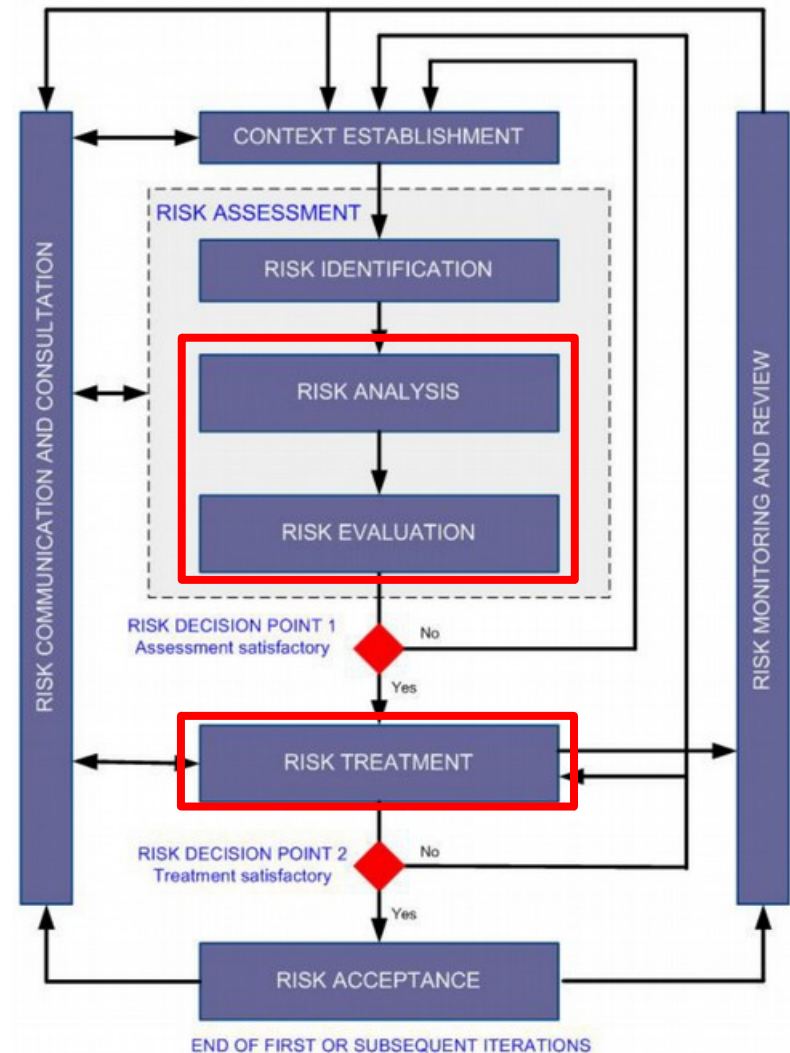 CONTEXT ESTABLISHMENT
RISK ASSESSMENT
RISK IDENTIFICATION
RISK ANALYSIS
RISK EVALUATION
RISK COMMUNICATION AND CONSULTATION
RISK MONITORING AND REVIEW
RISK DECISION POINT 1
Assessment satisfactory
No
Yes
RISK TREATMENT
RISK DECISION POINT 2
Treatment satisfactory
No
Yes
RISK ACCEPTANCE
END OF FIRST OR SUBSEQUENT ITERATIONS